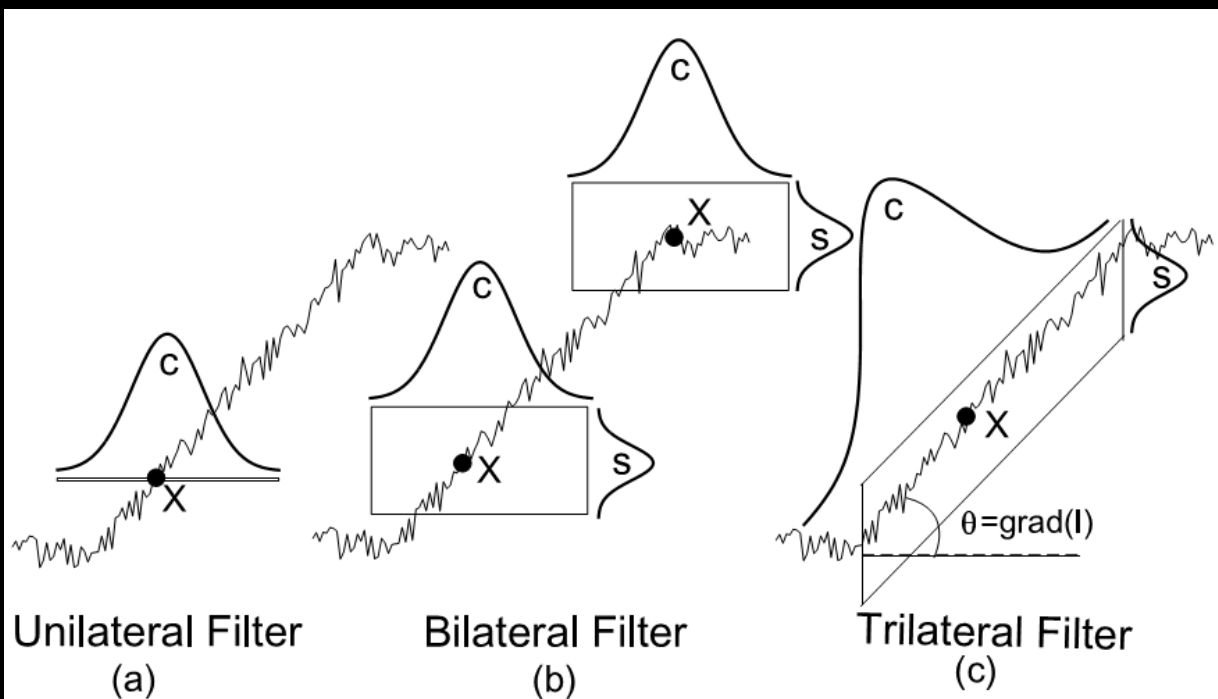 c
X
c
X
s
c
X
s
c
X
s
θ=grad(I)
Unilateral Filter
(a)
Bilateral Filter
(b)
Trilateral Filter
(c)